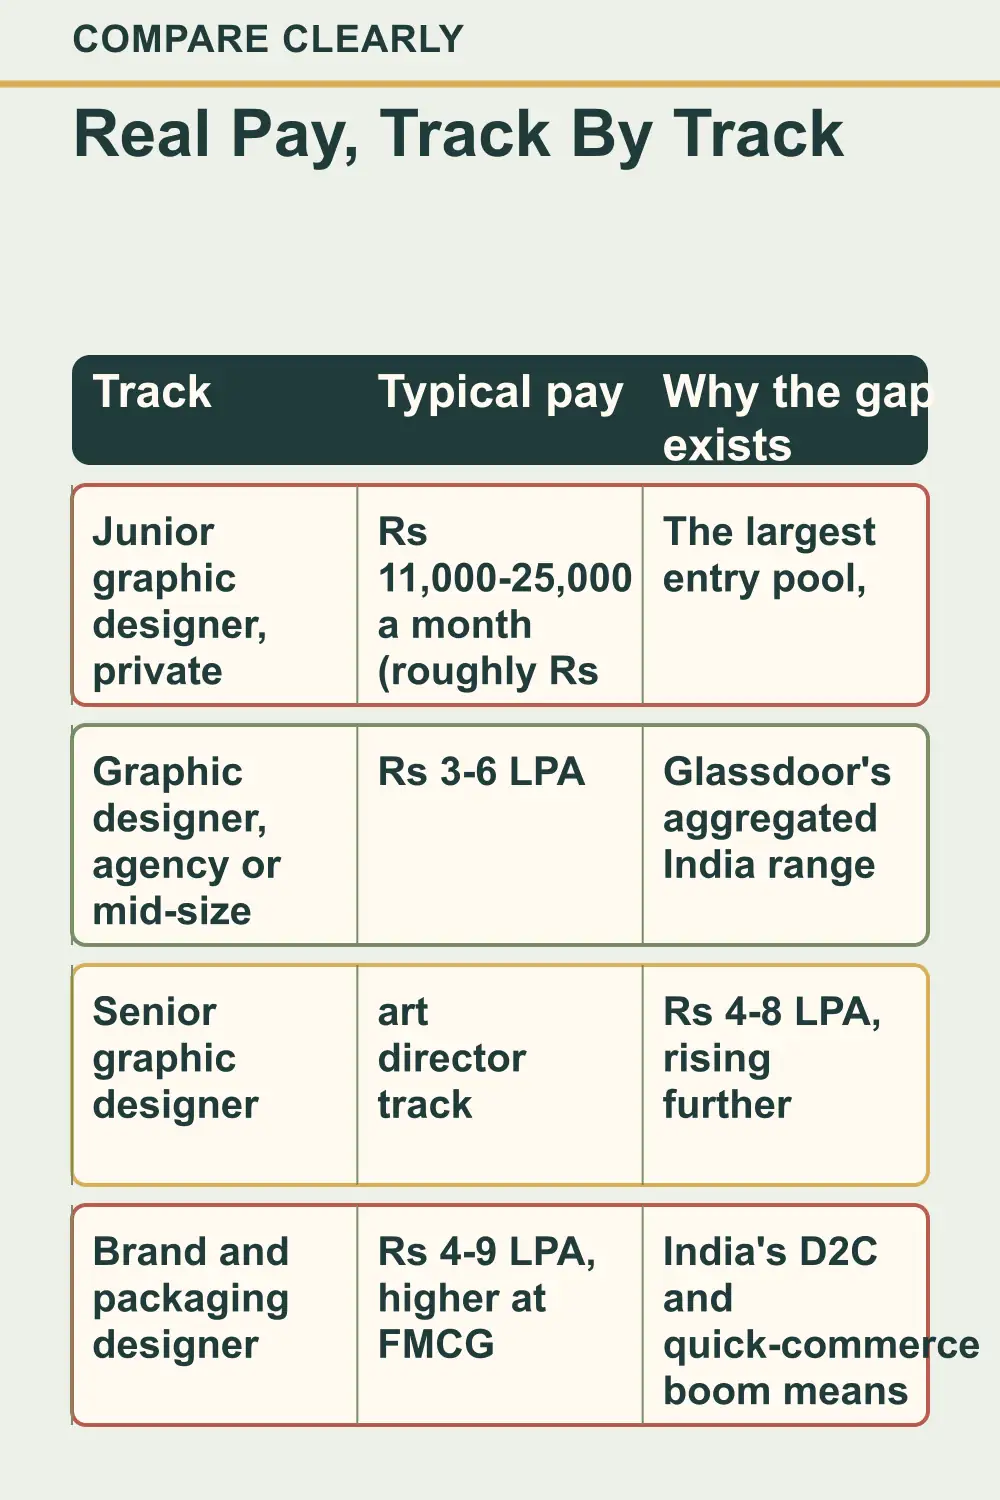 COMPARE CLEARLY
Real Pay, Track By Track
Track
Typical pay
Why the gap
exists
Junior
graphic
designer,
private
Rs
11,000-25,000
a month
(roughly Rs
The largest
entry pool,
Graphic
designer,
agency or
mid-size
Rs 3-6 LPA
Glassdoor's
aggregated
India range
Senior
graphic
designer
art
director
track
Rs 4-8 LPA,
rising
further
Brand and
packaging
designer
Rs 4-9 LPA,
higher at
FMCG
India's D2C
and
quick-commerce
boom means